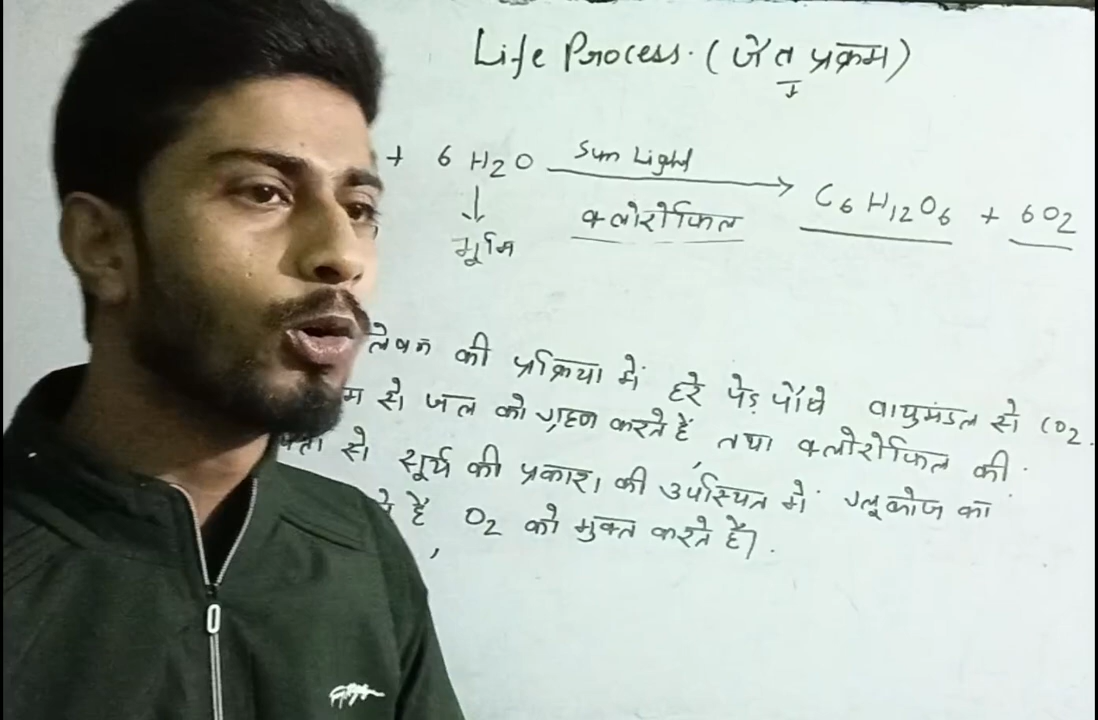 Life Process. (जैव प्रक्रम)
+ 6 H2O Sun Light C6H12O6 + 6O2
क्लोरोफिल
भूमि
की प्रक्रिया में हरे पेड़ पौधे वायुमंडल से CO2.
से जल को ग्रहण करते हैं, तथा क्लोरोफिल की.
से सूर्य की प्रकाश की उपस्थित में ग्लूकोज का
हैं, O2 को मुक्त करते हैं।